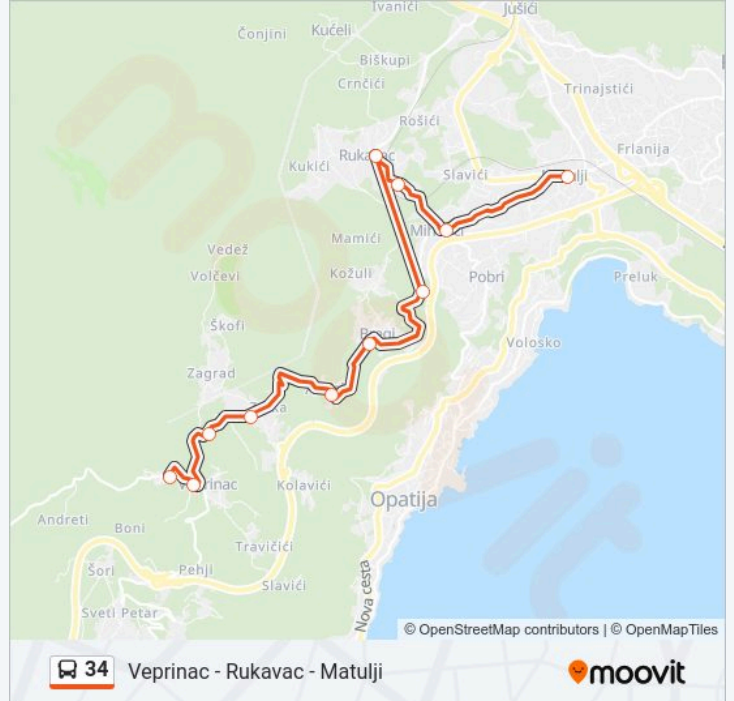 Ivanići
Jušići
Čonjini
Kućeli
Biškupi
Crnčići
Trinajstići
Rošići
Frlanija
Rukavac
Kukići
Slavići
Mamići
Vedež
Volčevi
Kožuli
Pobri
Preluk
Škofi
Volosko
Zagrad
Veprinac
Kolavići
Opatija
Andreti
Boni
Travičići
Šori
Pehji
Slavići
Sveti Petar
Nova cesta
© OpenStreetMap contributors | © OpenMapTiles
34 Veprinac - Rukavac - Matulji
moovit